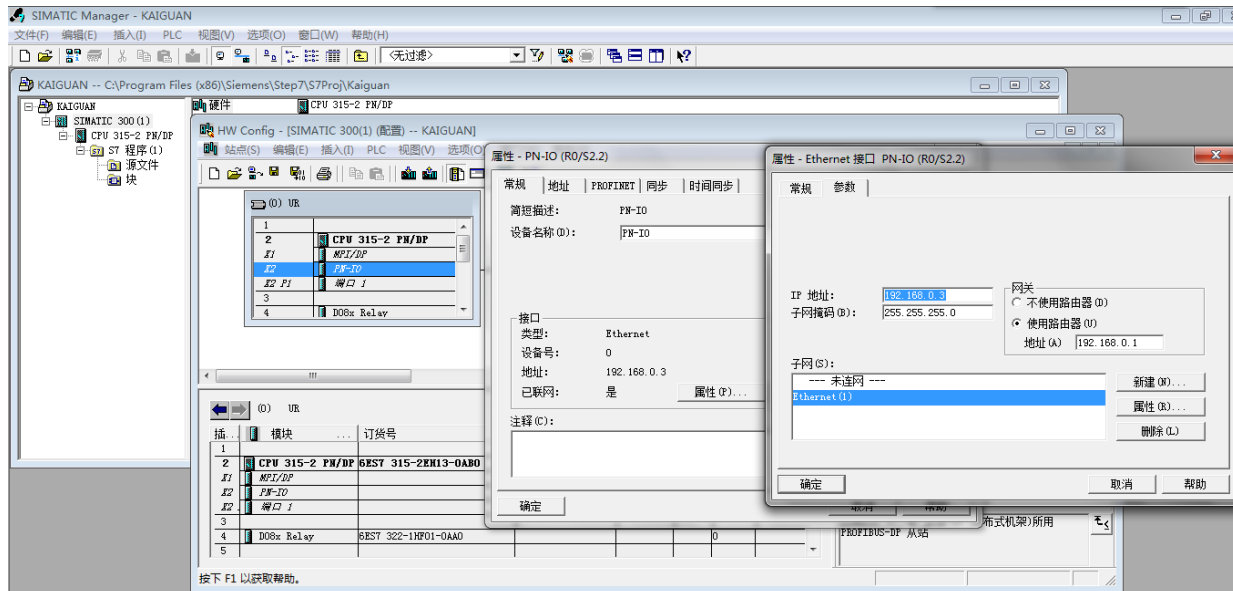 SIMATIC Manager - KAIGUAN
文件(F) 编辑(E) 插入(I) PLC 视图(V) 选项(O) 窗口(W) 帮助(H)
<无过滤>
KAIGUAN -- C:\Program Files (x86)\Siemens\Step7\S7Proj\Kaiguan
KAIGUAN
SIMATIC 300(1)
CPU 315-2 PN/DP
S7 程序(1)
源文件
块
硬件 CPU 315-2 PN/DP
HW Config - [SIMATIC 300(1) (配置) -- KAIGUAN]
站点(S) 编辑(E) 插入(I) PLC 视图(V) 选项(O
(0) UR
1
2 CPU 315-2 PN/DP
X1 MPI/DP
X2 PN-IO
X2 P1 端口 1
3
4 DO8x Relay
(0) UR
插... 模块 ... 订货号
1
2 CPU 315-2 PN/DP 6ES7 315-2EH13-0AB0
X1 MPI/DP
X2 PN-IO
X2 . 端口 1
3
4 DO8x Relay 6ES7 322-1HF01-0AA0 0
5
按下 F1 以获取帮助。
属性 - PN-IO (R0/S2.2)
常规 地址 PROFINET 同步 时间同步
简短描述: PN-IO
设备名称(D): PN-IO
接口
类型: Ethernet
设备号: 0
地址: 192.168.0.3
已联网: 是 属性(P)...
注释(C):
确定 取消 帮助
布式机架)所用
PROFIBUS-DP 从站
属性 - Ethernet 接口 PN-IO (R0/S2.2)
常规 参数
IP 地址: 192.168.0.3
子网掩码(B): 255.255.255.0
网关
不使用路由器(D)
使用路由器(U)
地址(A) 192.168.0.1
子网(S):
--- 未连网 ---
Ethernet(1)
新建(N)...
属性(R)...
删除(L)
确定 取消 帮助